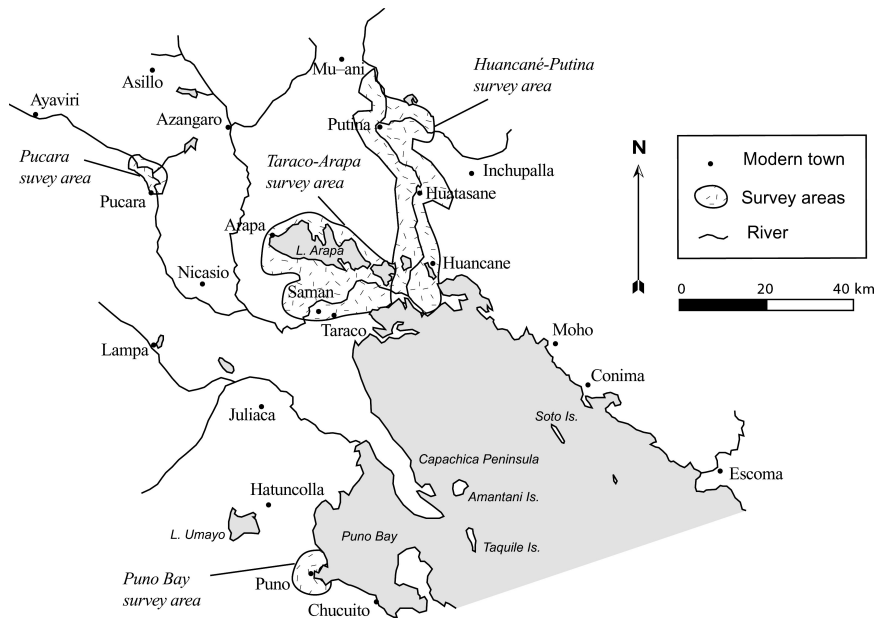 Mu–ani
Huancané-Putina
survey area
Asillo
Ayaviri
Azangaro
Putina
Pucara
suvey area
Taraco-Arapa
survey area
Inchupalla
Pucara
Huatasane
Arapa
L. Arapa
Huancane
Nicasio
Saman
Taraco
Moho
Lampa
Conima
Juliaca
Soto Is.
Capachica Peninsula
Escoma
Hatuncolla
Amantani Is.
L. Umayo
Puno Bay
Taquile Is.
Puno Bay
survey area
Puno
Chucuito
N
Modern town
Survey areas
River
0 20 40 km